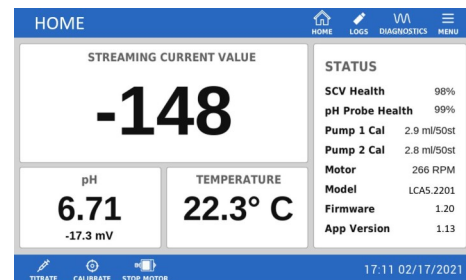 HOME
HOME LOGS DIAGNOSTICS MENU
STREAMING CURRENT VALUE
-148
pH
6.71
-17.3 mV
TEMPERATURE
22.3° C
STATUS
SCV Health 98%
pH Probe Health 99%
Pump 1 Cal 2.9 ml/50st
Pump 2 Cal 2.8 ml/50st
Motor 266 RPM
Model LCA5.2201
Firmware 1.20
App Version 1.13
TITRATE CALIBRATE STOP MOTOR
17:11 02/17/2021